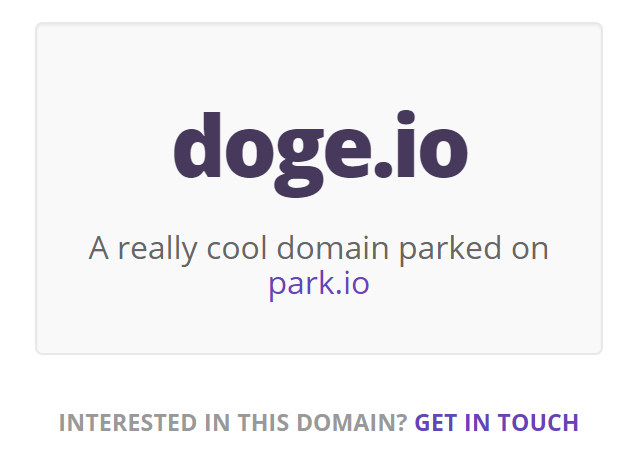 doge.io
A really cool domain parked on
park.io
INTERESTED IN THIS DOMAIN? GET IN TOUCH